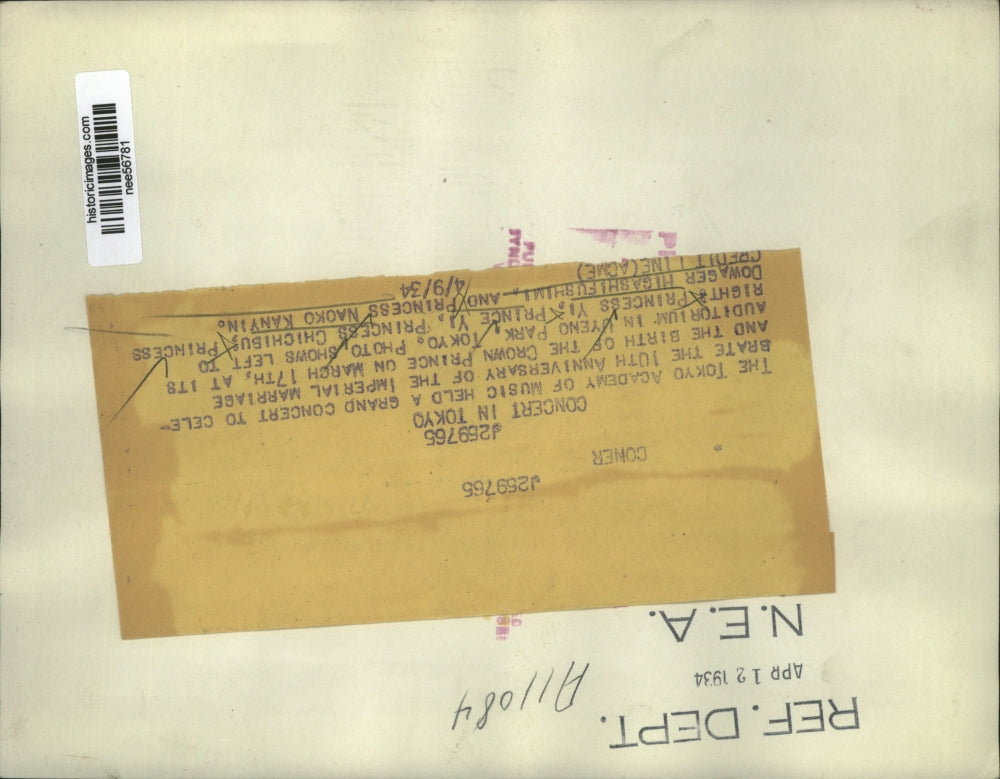 REF. DEPT.
APR 12 1934
N.E.A.
A11084
J259765
CONER
J259765
CONCERT IN TOKYO
THE TOKYO ACADEMY OF MUSIC HELD A GRAND CONCERT TO CELE-
BRATE THE 10TH ANNIVERSARY OF THE IMPERIAL MARRIAGE
AND THE BIRTH OF THE CROWN PRINCE ON MARCH 17TH, AT ITS
AUDITORIUM IN UYENO PARK, TOKYO. PHOTO SHOWS LEFT TO
RIGHT: PRINCESS YI, PRINCE YI, PRINCESS CHICHIBU, PRINCESS
DOWAGER HIGASHIFUSHIMI, AND PRINCESS NAOKO KANYIN.
CREDIT LINE(ACME) 4/9/34
historicimages.com
nee56781